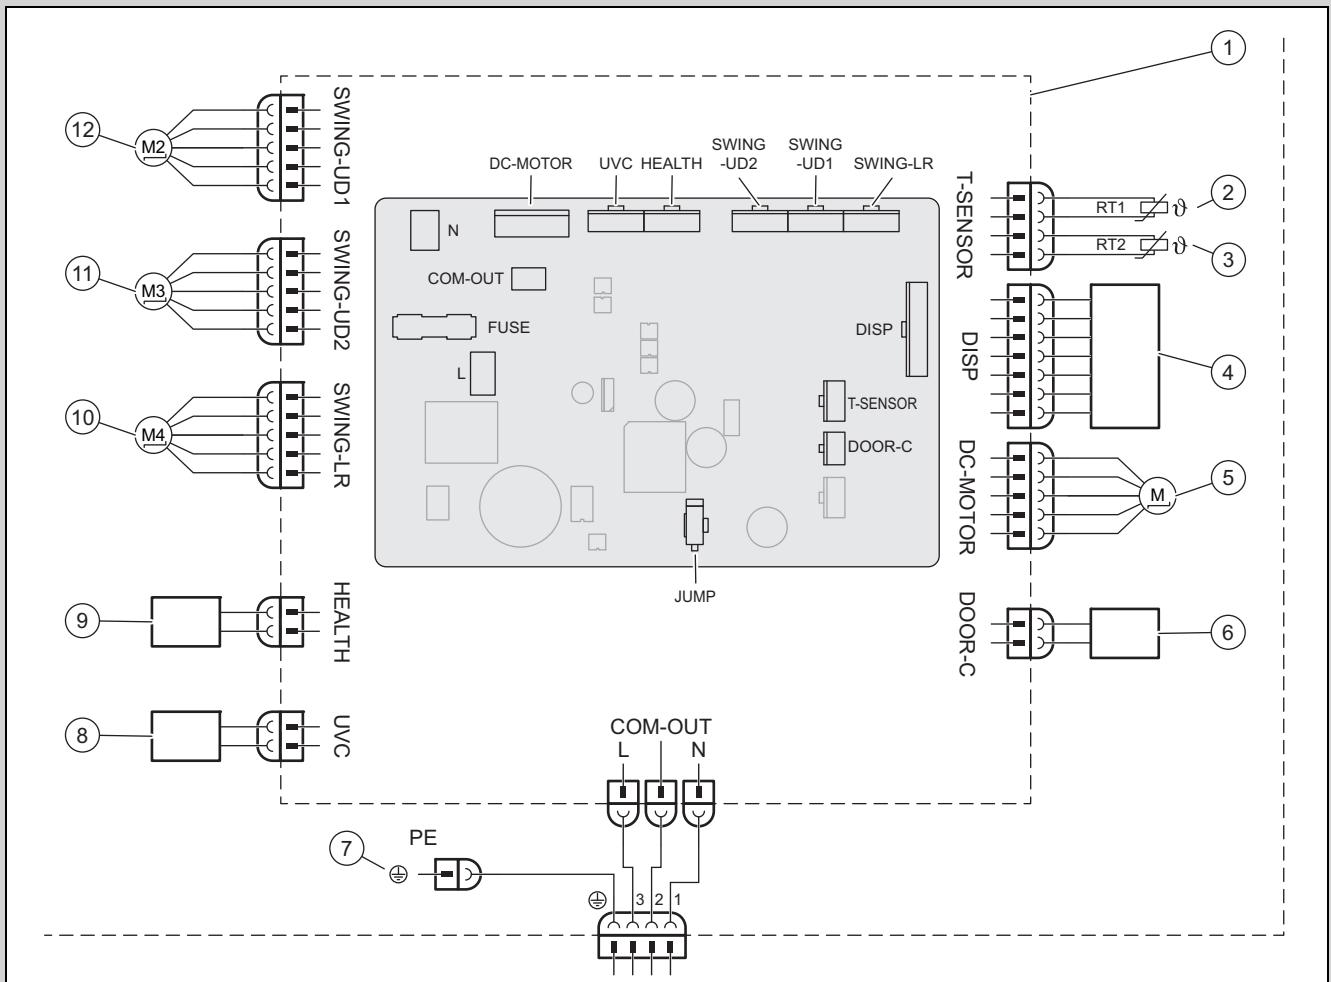 1
12
M2
SWING-UD1
SWING
-UD2
SWING
-UD1
DC-MOTOR
UVC
HEALTH
SWING-LR
T-SENSOR
RT1
ϑ
2
RT2
ϑ
3
N
COM-OUT
FUSE
L
DISP
T-SENSOR
DOOR-C
JUMP
11
M3
SWING-UD2
DISP
4
10
M4
SWING-LR
DC-MOTOR
M
5
9
HEALTH
DOOR-C
6
8
UVC
COM-OUT
L
N
7
PE
3
2
1